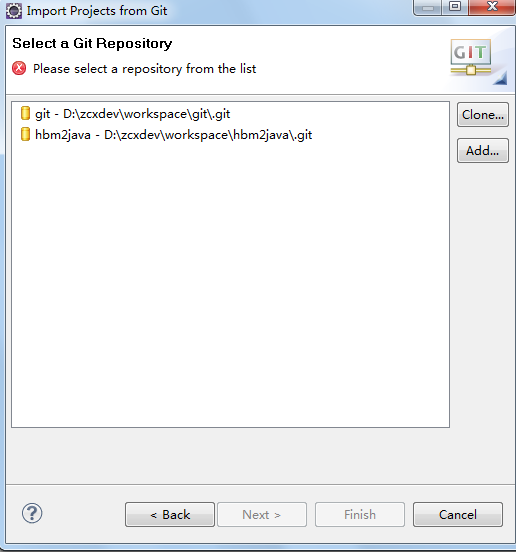 Import Projects from Git
Select a Git Repository
Please select a repository from the list
GIT
git - D:\zcxdev\workspace\git\.git
hbm2java - D:\zcxdev\workspace\hbm2java\.git
Clone...
Add...
?
< Back
Next >
Finish
Cancel